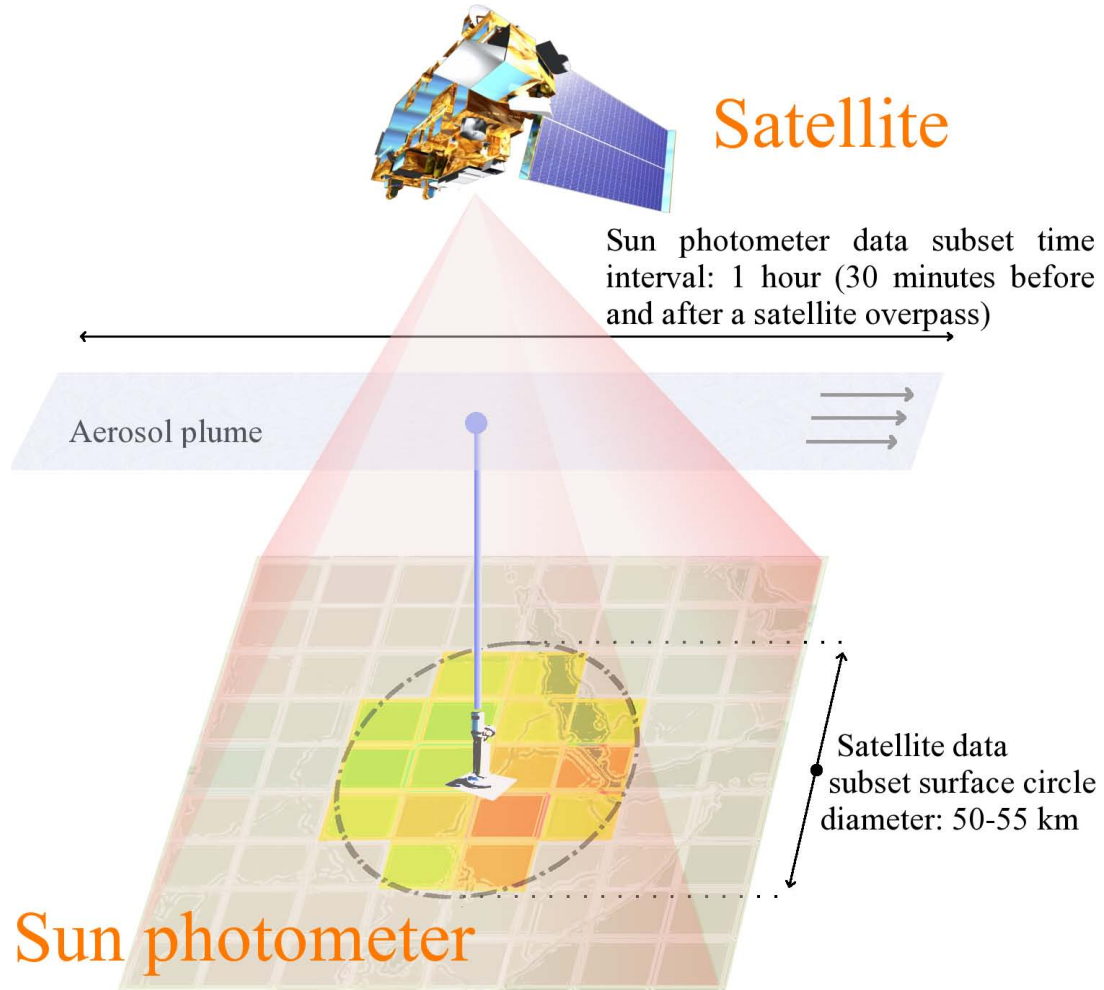 Satellite
Sun photometer data subset time
interval: 1 hour (30 minutes before
and after a satellite overpass)
Aerosol plume
Satellite data
subset surface circle
diameter: 50-55 km
Sun photometer